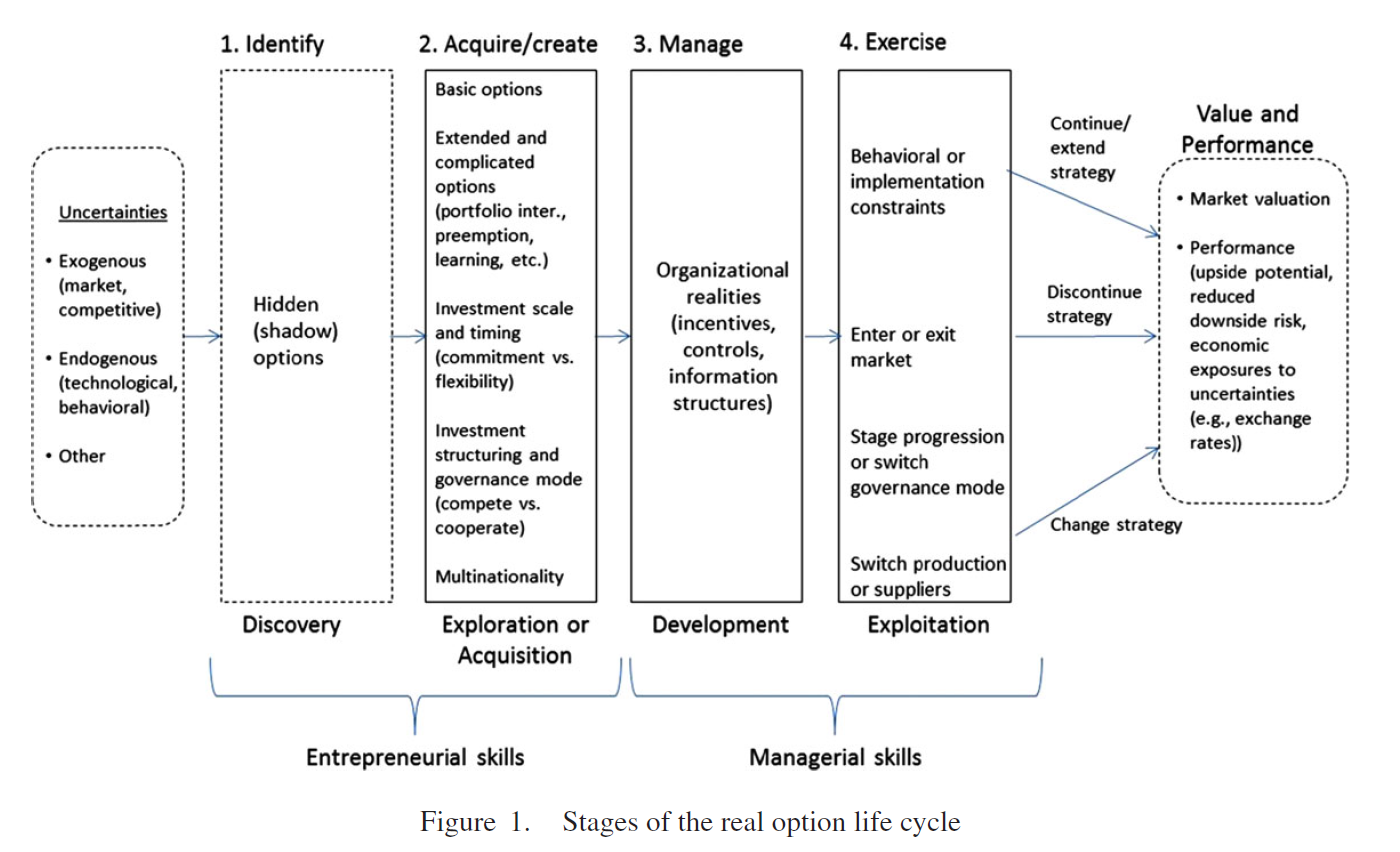 1. Identify
2. Acquire/create
3. Manage
4. Exercise
Uncertainties
• Exogenous
(market,
competitive)
• Endogenous
(technological,
behavioral)
• Other
Hidden
(shadow)
options
Discovery
Basic options
Extended and
complicated
options
(portfolio inter.,
preemption,
learning, etc.)
Investment scale
and timing
(commitment vs.
flexibility)
Investment
structuring and
governance mode
(compete vs.
cooperate)
Multinationality
Exploration or
Acquisition
Organizational
realities
(incentives,
controls,
information
structures)
Development
Behavioral or
implementation
constraints
Enter or exit
market
Stage progression
or switch
governance mode
Switch production
or suppliers
Exploitation
Continue/
extend
strategy
Discontinue
strategy
Change strategy
Value and
Performance
• Market valuation
• Performance
(upside potential,
reduced
downside risk,
economic
exposures to
uncertainties
(e.g., exchange
rates))
Entrepreneurial skills
Managerial skills
Figure 1. Stages of the real option life cycle